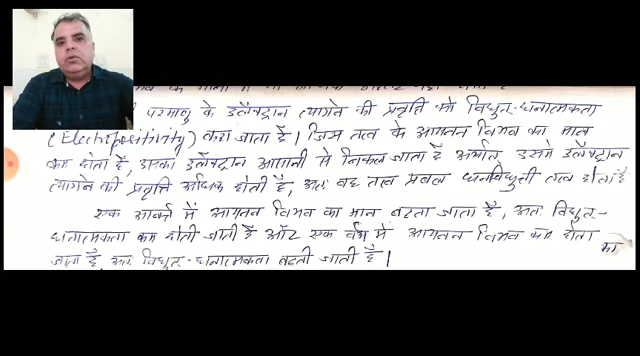 परमाणु के इलैक्ट्रान त्यागने की प्रवृति को विद्युत-धनात्मकता
(Electropositivity) कहा जाता है। जिस तत्व के आयनन विभव का मान
कम होता है, उसका इलैक्ट्रान आसानी से निकल जाता है अर्थात् उसमें इलैक्ट्रान
त्यागने की प्रवृति अधिक होती है, अतः वह तत्व प्रबल धनविद्युती तत्व होता है
एक आवर्त में आयनन विभव का मान बढता जाता है, अतः विद्युत-
धनात्मकता कम होती जाती है और एक वर्ग में आयनन विभव कम होता
जाता है, अतः विद्युत-धनात्मकता बढती जाती है।